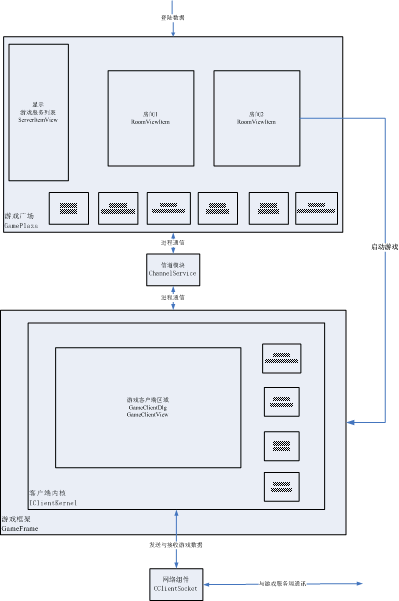 登陆数据
显示
游戏服务列表
ServerItemView
房间1
RoomViewItem
房间2
RoomViewItem
游戏广场
GamePlaza
进程通信
启动游戏
信道模块
ChannelService
进程通信
游戏客户端区域
GameClientDlg
GameClientView
客户端内核
IClientKernel
游戏框架
GameFrame
发送与接收游戏数据
网络组件
CClientSocket
与游戏服务端通讯